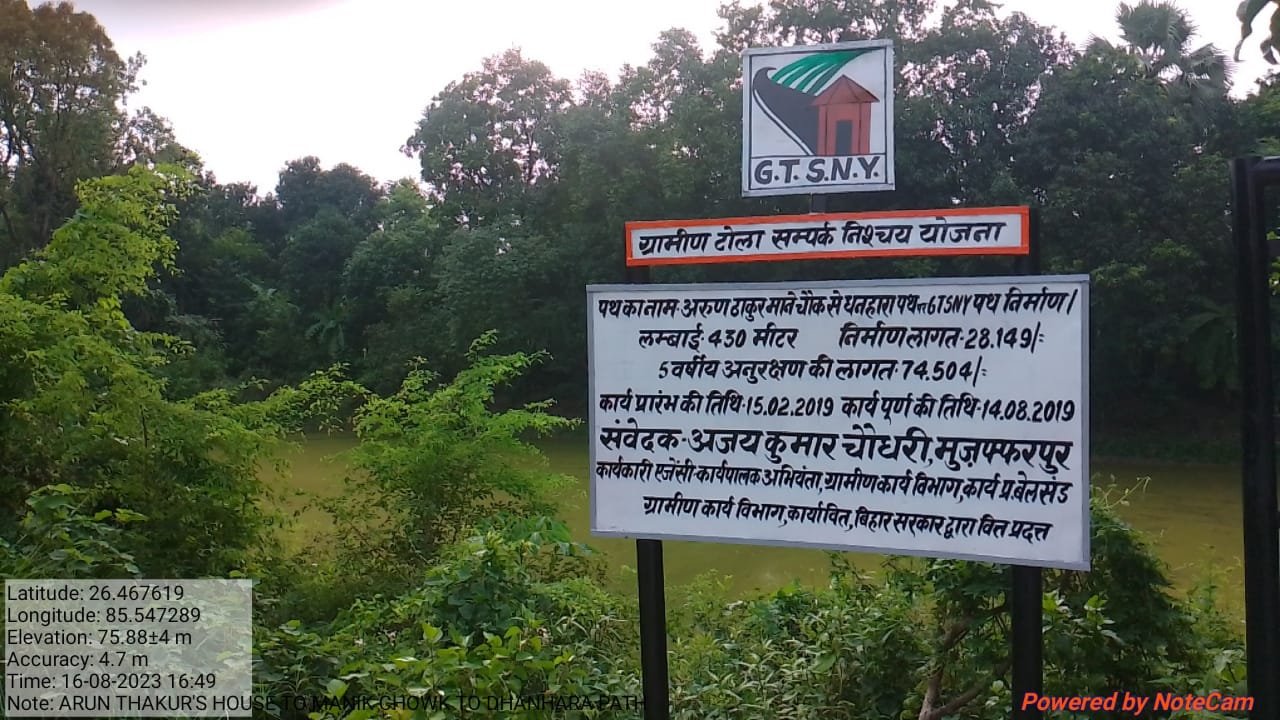 G.T.S.N.Y.
ग्रामीण टोला सम्पर्क निश्चय योजना
पथ का नाम-अरुण ठाकुर माने चौक से धनहारा पथ GTSNY पथ निर्माण/
लम्बाई-430 मीटर निर्माण लागत-28.149/=
5 वर्षीय अनुरक्षण की लागत-74.504/=
कार्य प्रारंभ की तिथि-15.02.2019 कार्य पूर्ण की तिथि-14.08.2019
संवेदक-अजय कुमार चौधरी,मुज़फ्फरपुर
कार्यकारी एजेंसी-कार्यपालक अभियंता,ग्रामीण कार्य विभाग,कार्य प्र.बेलसंड
ग्रामीण कार्य विभाग,कार्यावित,बिहार सरकार द्वारा वित्त प्रदत्त
Latitude: 26.467619
Longitude: 85.547289
Elevation: 75.88±4 m
Accuracy: 4.7 m
Time: 16-08-2023 16:49
Note: ARUN THAKUR'S HOUSE TO MANIK CHOWK TO DHANHARA PATH
Powered by NoteCam